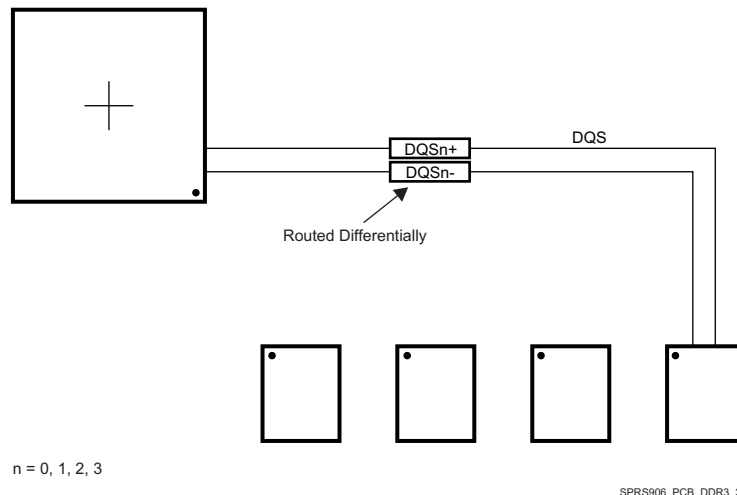 DQSn+
DQS
DQSn-
Routed Differentially
n = 0, 1, 2, 3